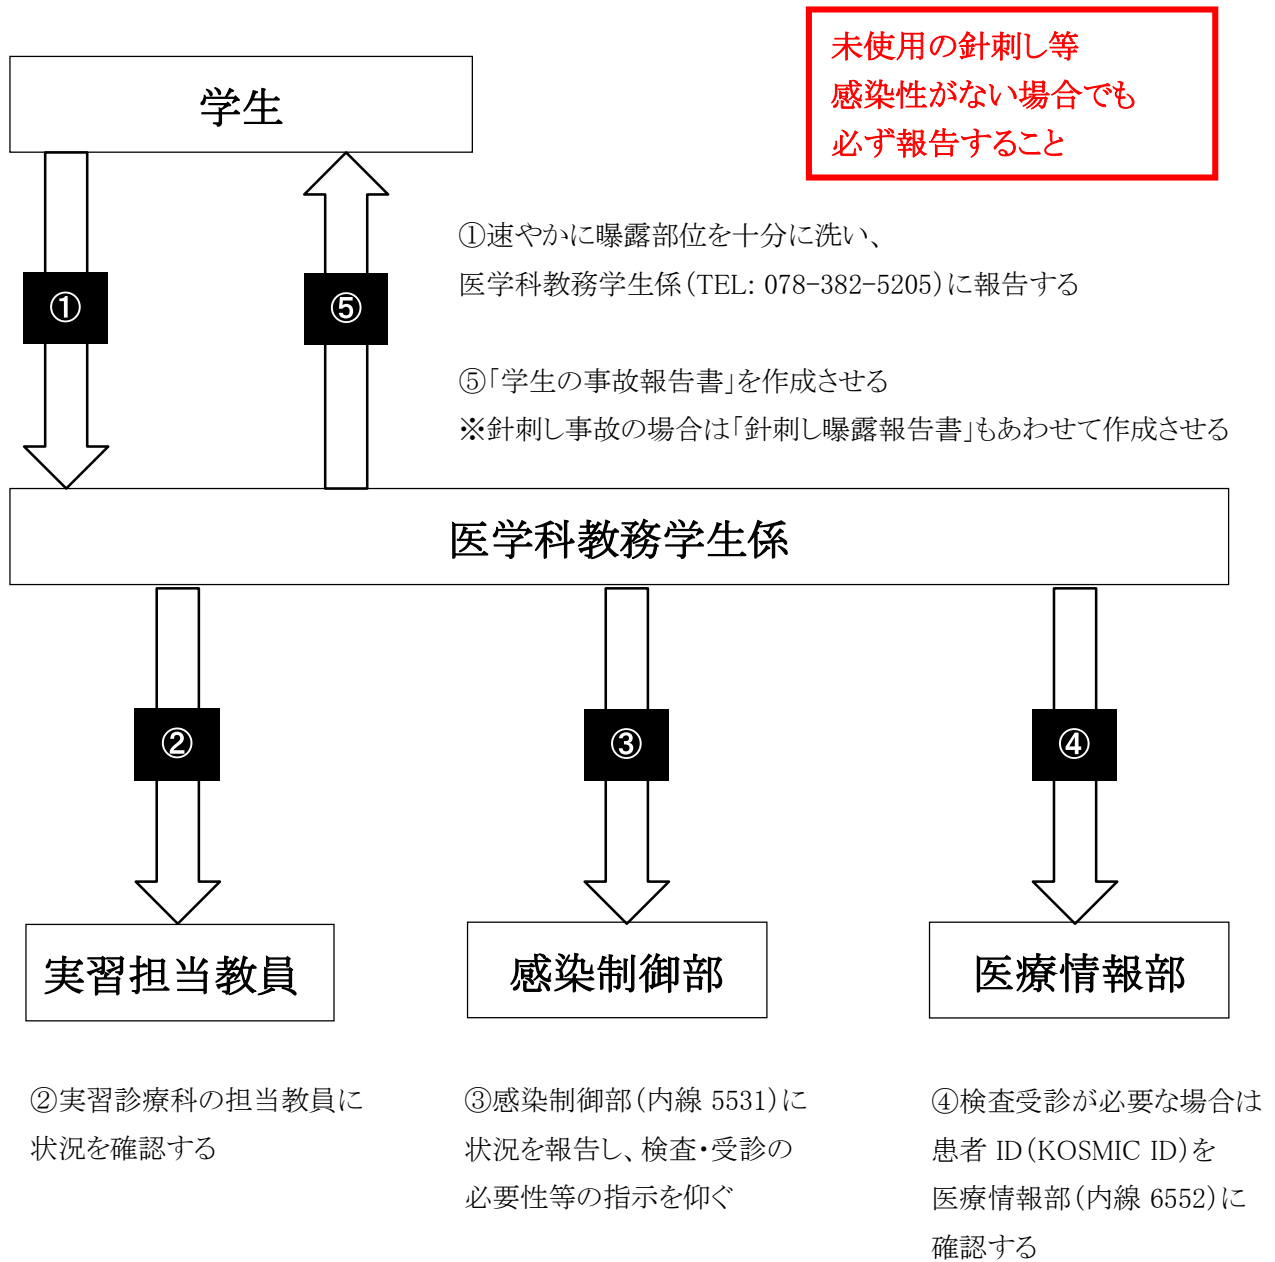 未使用の針刺し等
感染性がない場合でも
必ず報告すること
学生
①
⑤
①速やかに曝露部位を十分に洗い、
医学科教務学生係(TEL: 078-382-5205)に報告する
⑤「学生の事故報告書」を作成させる
※針刺し事故の場合は「針刺し曝露報告書」もあわせて作成させる
医学科教務学生係
②
③
④
実習担当教員
感染制御部
医療情報部
②実習診療科の担当教員に
状況を確認する
③感染制御部(内線 5531)に
状況を報告し、検査・受診の
必要性等の指示を仰ぐ
④検査受診が必要な場合は
患者 ID(KOSMIC ID)を
医療情報部(内線 6552)に
確認する